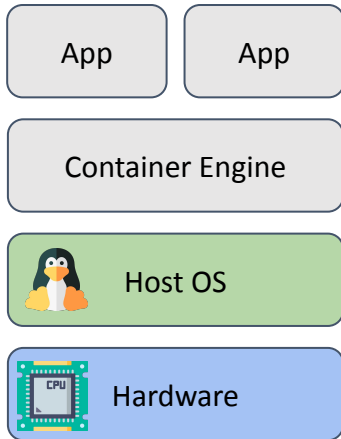 App
App
Container Engine
Host OS
CPU
Hardware